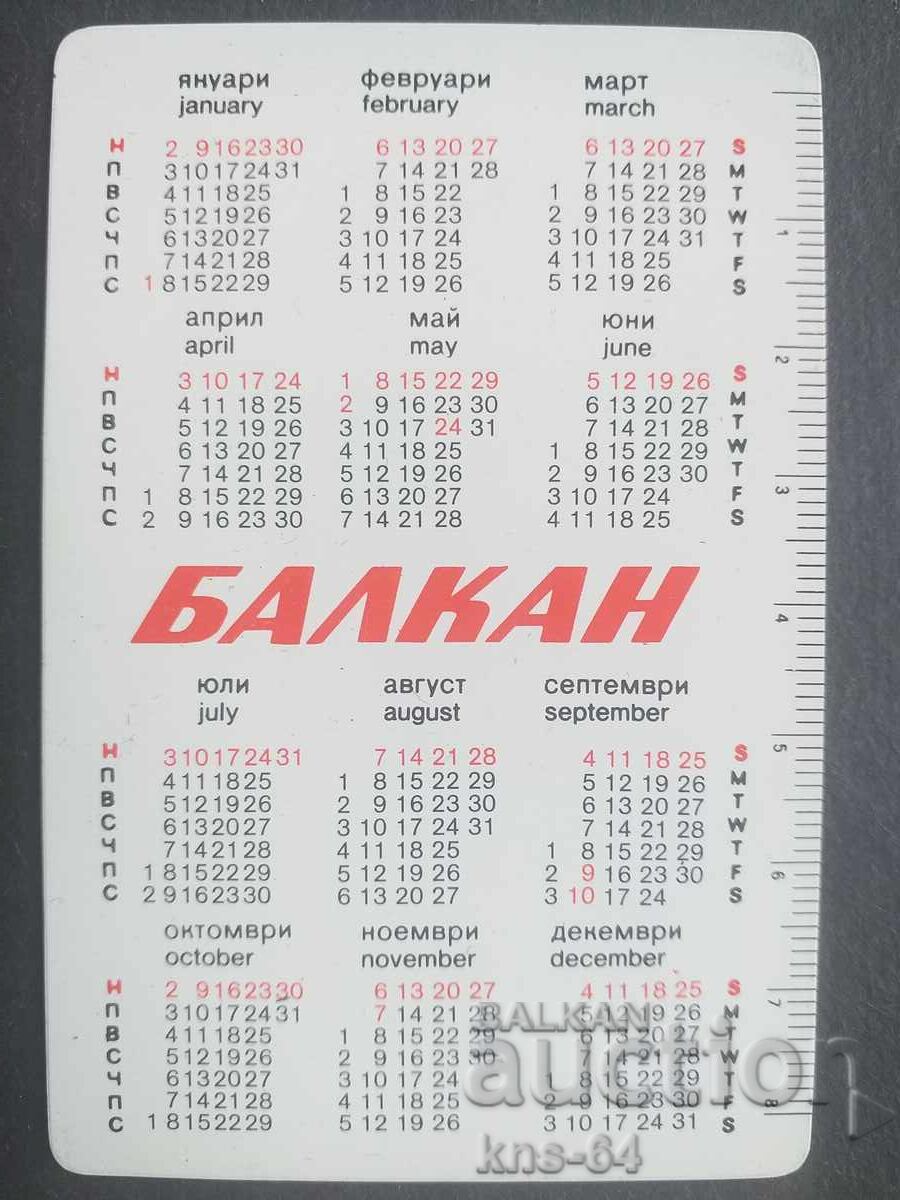 януари февруари март
january february march
Н 2 9 16 23 30 6 13 20 27 6 13 20 27 S
П 3 10 17 24 31 7 14 21 28 7 14 21 28 M
В 4 11 18 25 1 8 15 22 1 8 15 22 29 T
С 5 12 19 26 2 9 16 23 2 9 16 23 30 W
Ч 6 13 20 27 3 10 17 24 3 10 17 24 31 T
П 7 14 21 28 4 11 18 25 4 11 18 25 F
С 1 8 15 22 29 5 12 19 26 5 12 19 26 S
април май юни
april may june
Н 3 10 17 24 1 8 15 22 29 5 12 19 26 S
П 4 11 18 25 2 9 16 23 30 6 13 20 27 M
В 5 12 19 26 3 10 17 24 31 7 14 21 28 T
С 6 13 20 27 4 11 18 25 1 8 15 22 29 W
Ч 7 14 21 28 5 12 19 26 2 9 16 23 30 T
П 1 8 15 22 29 6 13 20 27 3 10 17 24 F
С 2 9 16 23 30 7 14 21 28 4 11 18 25 S
БАЛКАН
юли август септември
july august september
Н 3 10 17 24 31 7 14 21 28 4 11 18 25 S
П 4 11 18 25 1 8 15 22 29 5 12 19 26 M
В 5 12 19 26 2 9 16 23 30 6 13 20 27 T
С 6 13 20 27 3 10 17 24 31 7 14 21 28 W
Ч 7 14 21 28 4 11 18 25 1 8 15 22 29 T
П 1 8 15 22 29 5 12 19 26 2 9 16 23 30 F
С 2 9 16 23 30 6 13 20 27 3 10 17 24 S
октомври ноември декември
october november december
Н 2 9 16 23 30 6 13 20 27 4 11 18 25 S
П 3 10 17 24 31 7 14 21 28 5 12 19 26 M
В 4 11 18 25 1 8 15 22 29 6 13 20 27 T
С 5 12 19 26 2 9 16 23 30 7 14 21 28 W
Ч 6 13 20 27 3 10 17 24 1 8 15 22 29 T
П 7 14 21 28 4 11 18 25 2 9 16 23 30 F
С 1 8 15 22 29 5 12 19 26 3 10 17 24 31 S
1
2
3
4
5
6
7
8
BALKAN
auction
kns-64